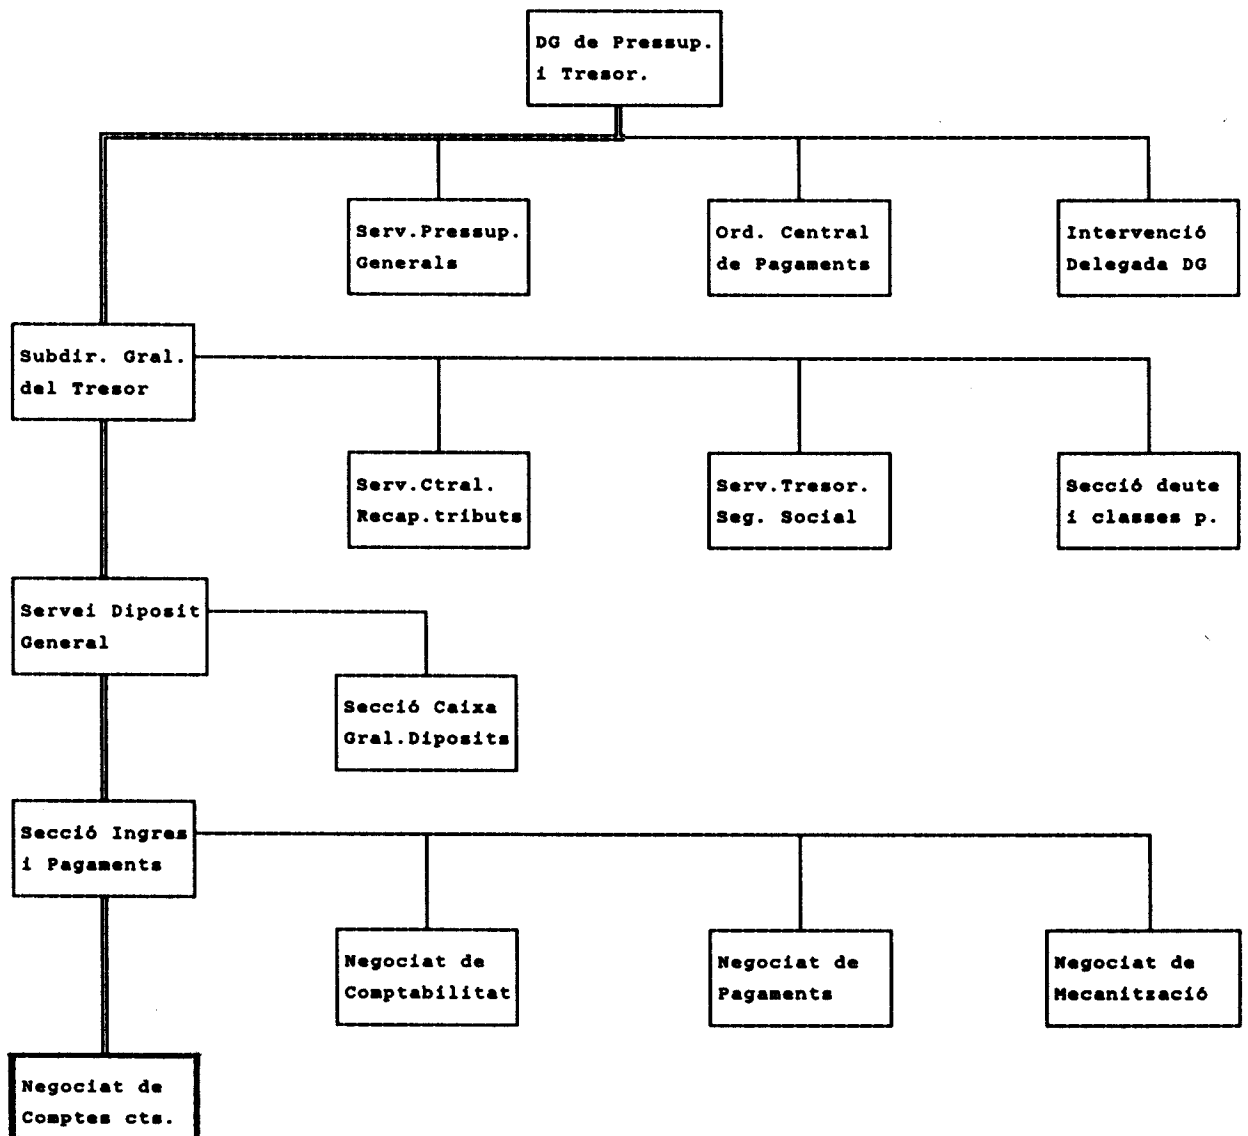 DG de Pressup.
i Tresor.
Serv.Pressup.
Generals
Ord. Central
de Pagaments
Intervenció
Delegada DG
Subdir. Gral.
del Tresor
Serv.Ctral.
Recap.tributs
Serv.Tresor.
Seg. Social
Secció deute
i classes p.
Servei Diposit
General
Secció Caixa
Gral.Diposits
Secció Ingres
i Pagaments
Negociat de
Comptabilitat
Negociat de
Pagaments
Negociat de
Mecanització
Negociat de
Comptes cts.